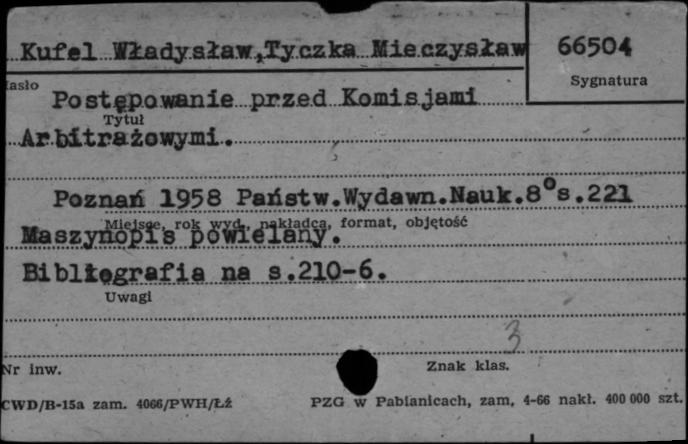 Kufel Władysław,Tyczka Mieczysław
66504
Sygnatura
Hasło
Postępowanie przed Komisjami
Tytuł
Arbitrażowymi.
Poznań 1958 Państw.Wydawn.Nauk.8°s.221
Miejsce, rok wyd., nakładca, format, objętość
Maszynopis powielany.
Bibliografia na s.210-6.
Uwagi
3
Nr inw.
Znak klas.
CWD/B-15a zam. 4066/PWH/Łź
PZG w Pabianicach, zam, 4-66 nakł. 400 000 szt.